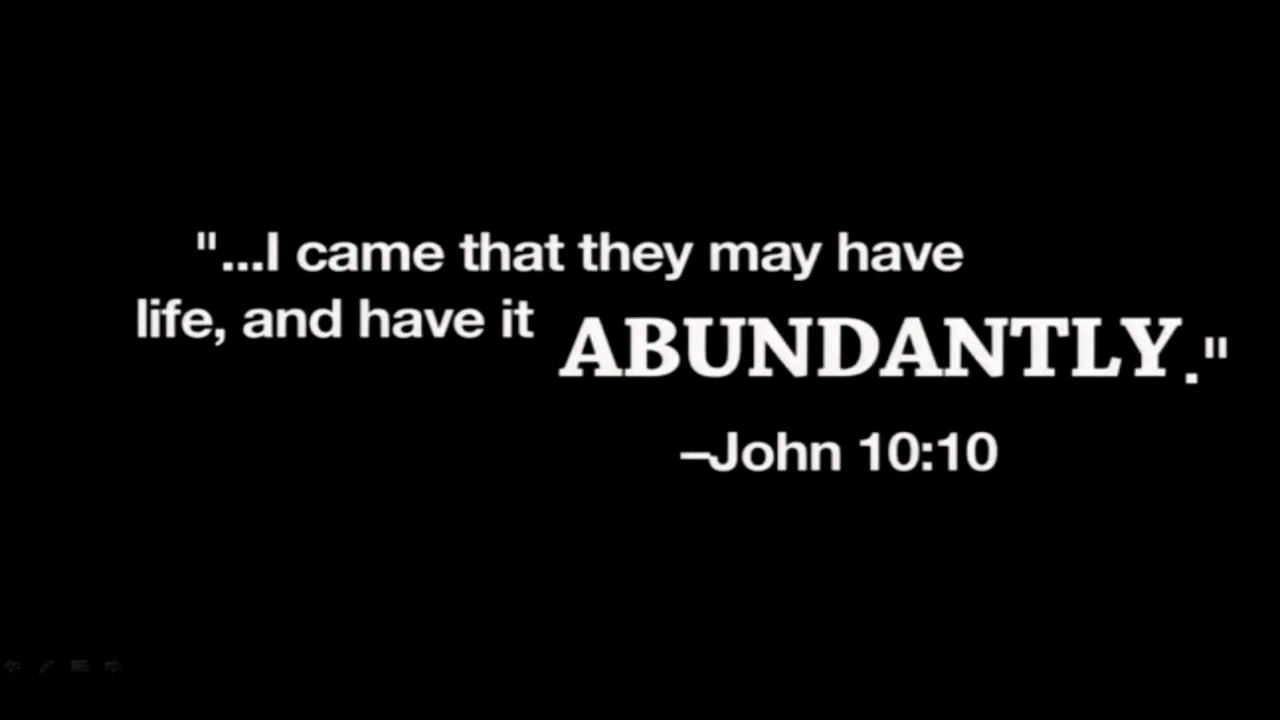 "...I came that they may have
life, and have it ABUNDANTLY."
–John 10:10